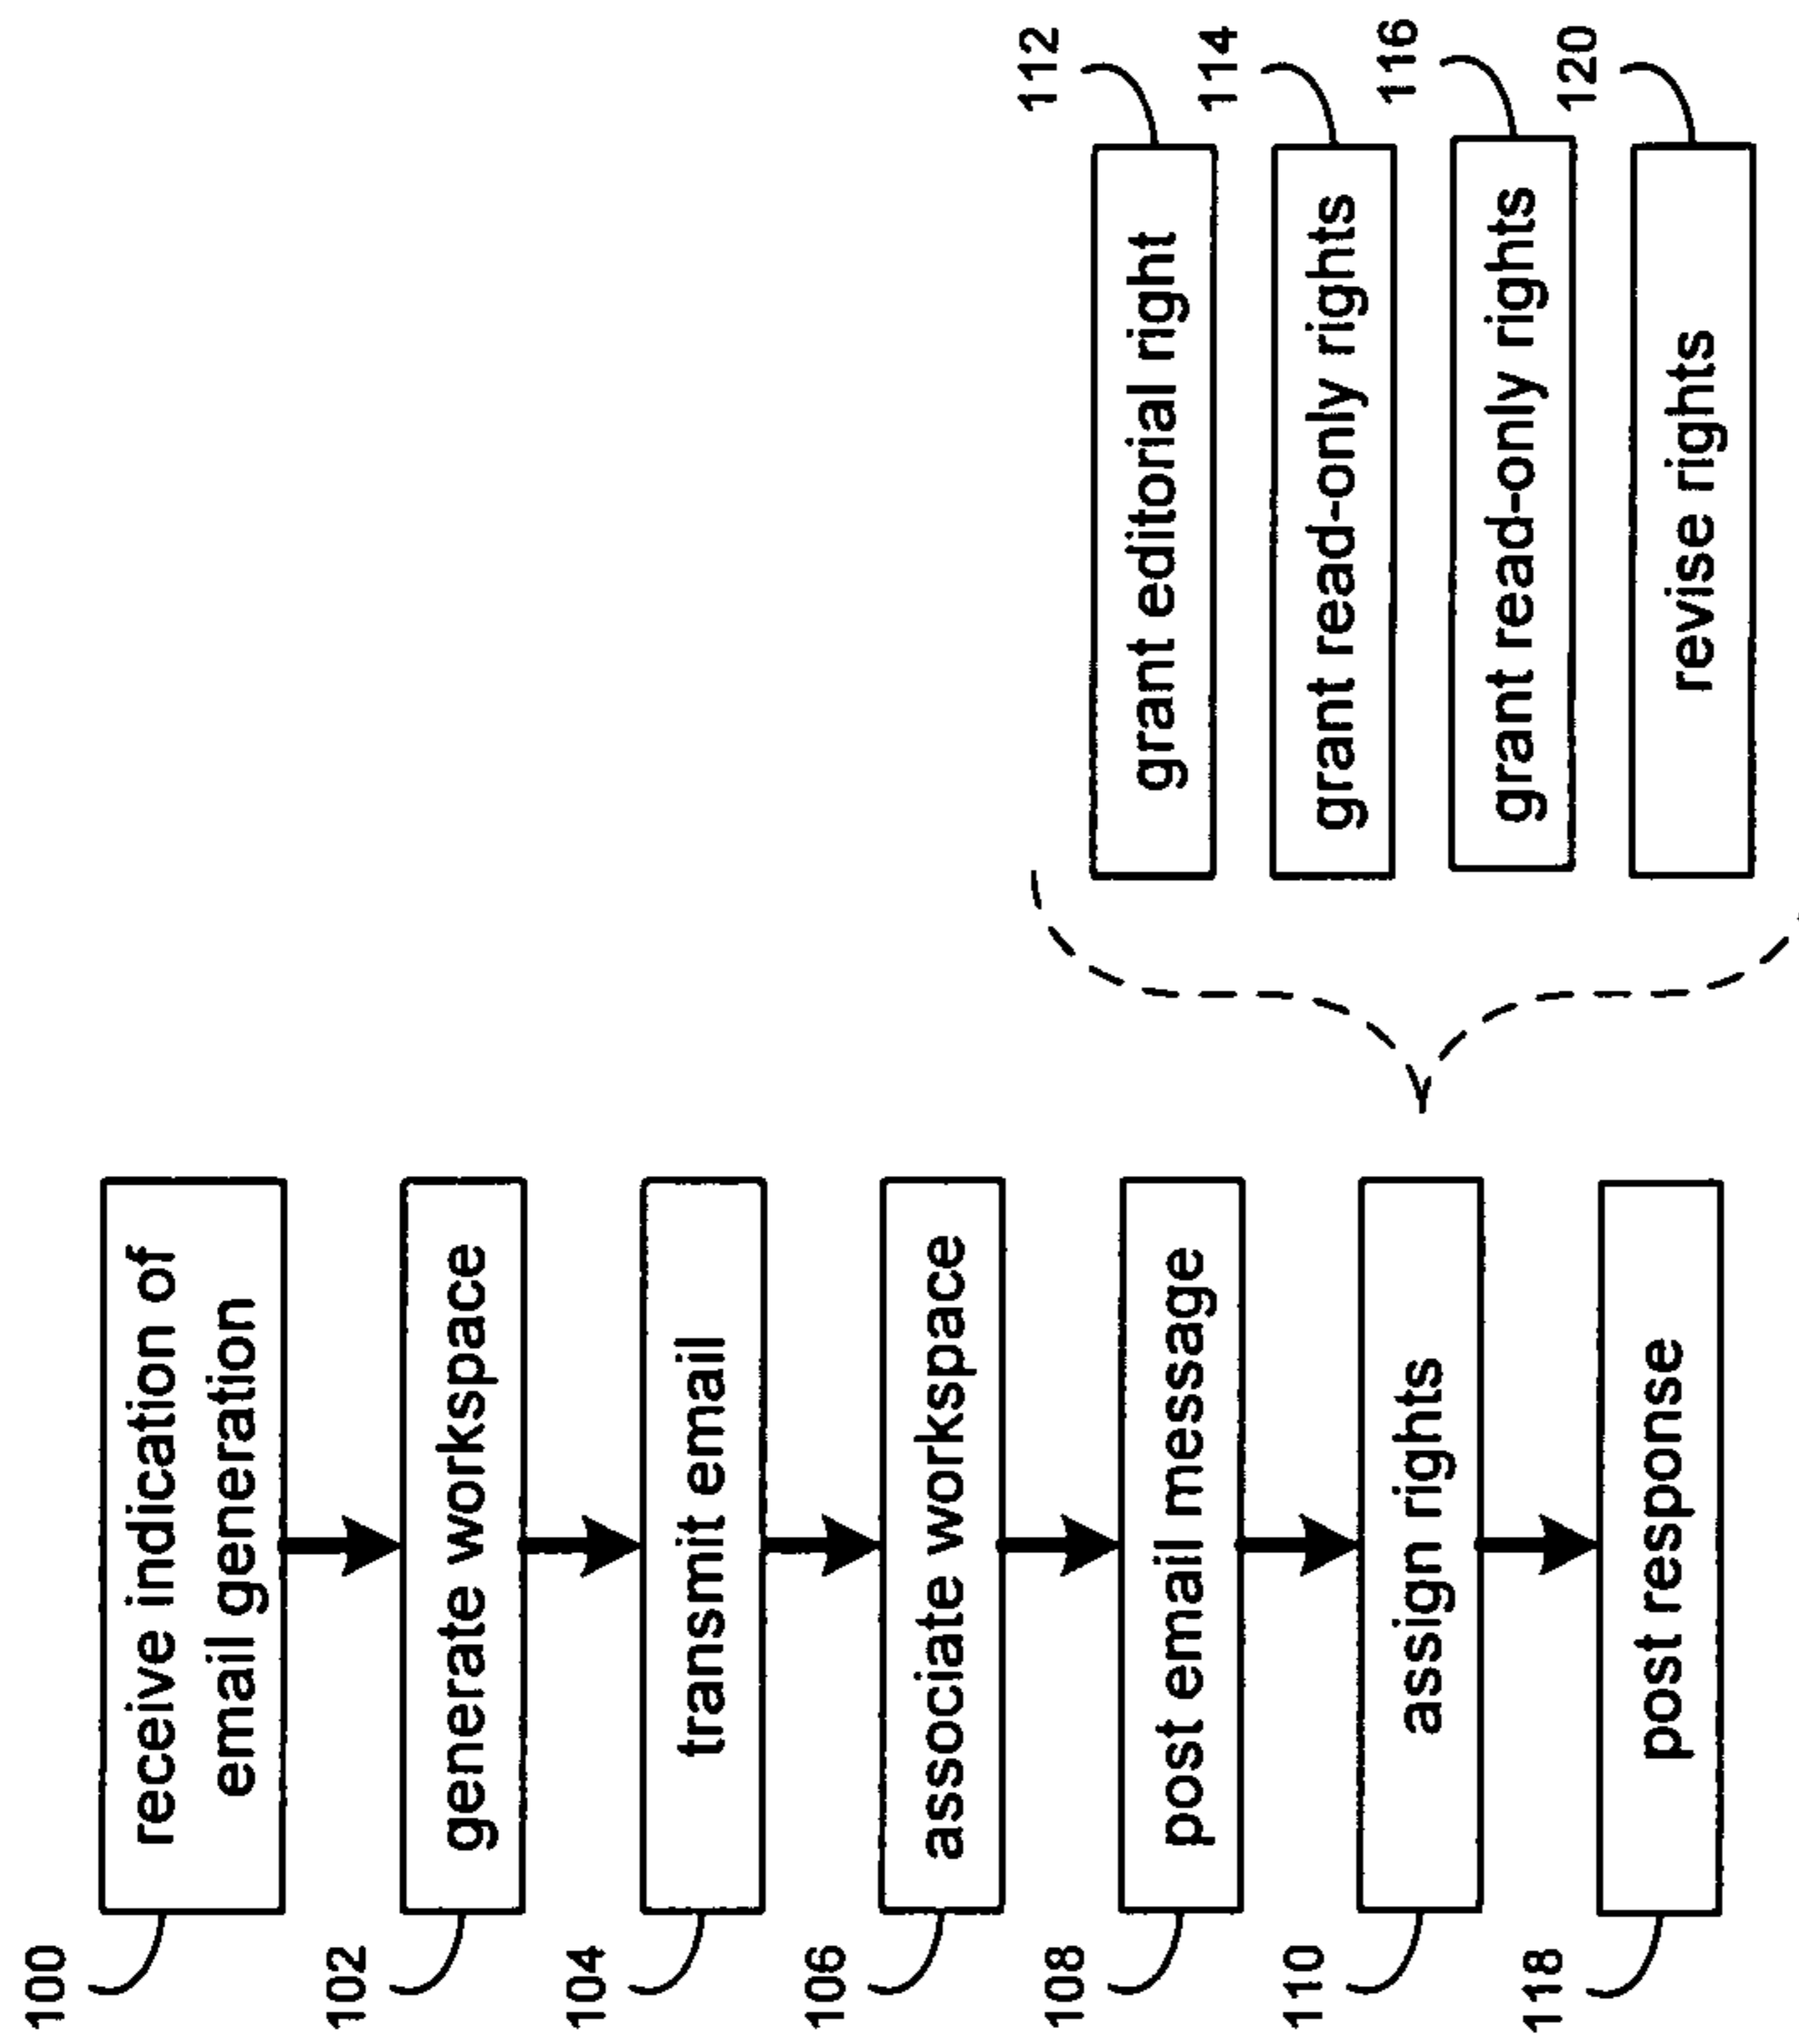 100
receive indication of
email generation
102
generate workspace
104
transmit email
106
associate workspace
108
post email message
110
assign rights
118
post response
grant editorial right
112
grant read-only rights
114
grant read-only rights
116
revise rights
120